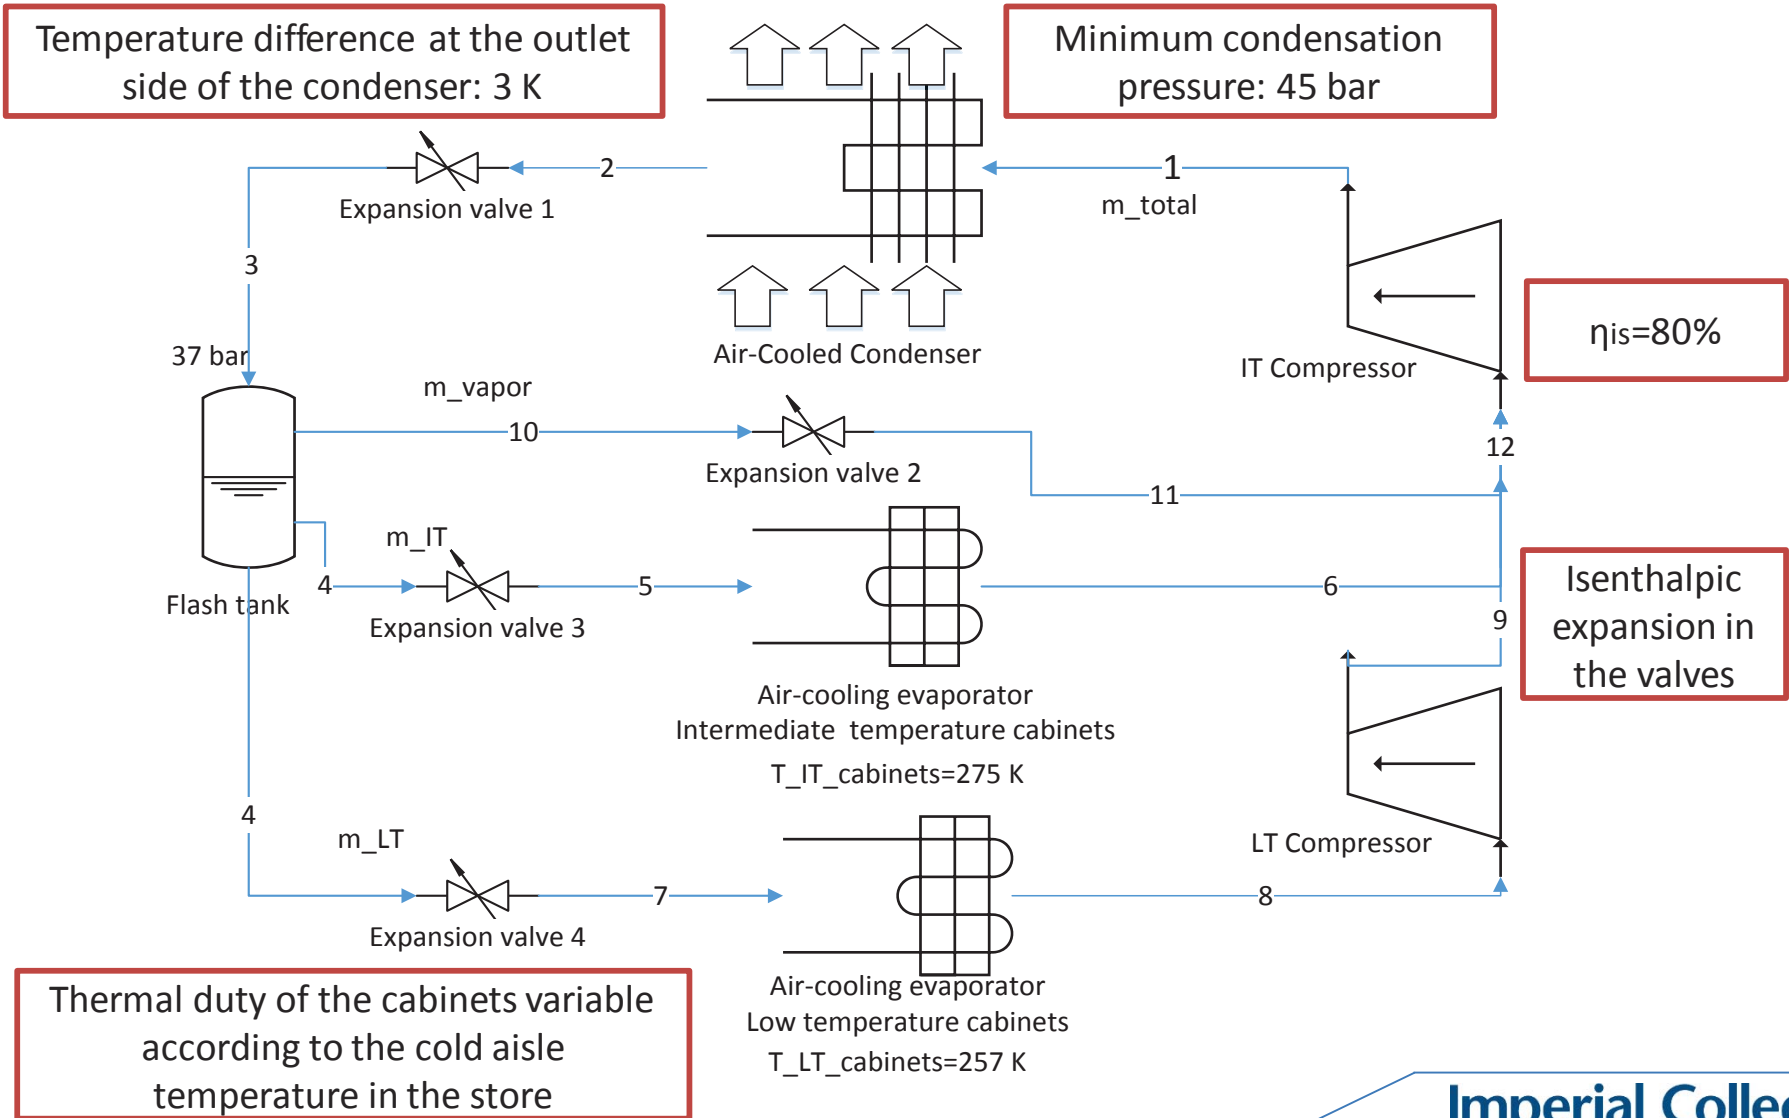 Temperature difference at the outlet
side of the condenser: 3 K
Minimum condensation
pressure: 45 bar
2
1
m_total
Expansion valve 1
3
Air-Cooled Condenser
IT Compressor
ηis=80%
37 bar
m_vapor
10
Expansion valve 2
12
11
m_IT
4
5
6
Flash tank
Expansion valve 3
9
Isenthalpic
expansion in
the valves
Air-cooling evaporator
Intermediate temperature cabinets
T_IT_cabinets=275 K
4
m_LT
LT Compressor
7
8
Expansion valve 4
Air-cooling evaporator
Low temperature cabinets
T_LT_cabinets=257 K
Thermal duty of the cabinets variable
according to the cold aisle
temperature in the store
Imperial